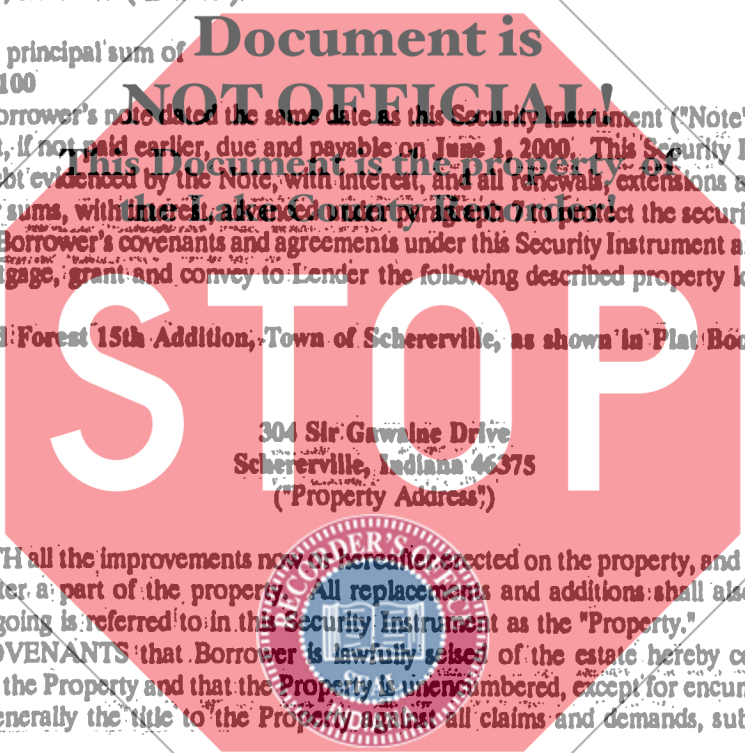 principal sum of
Document is
100
NOT OFFICIAL!
orrower's note dated the same date as this Security Instrument ("Note"
, if not paid earlier, due and payable on June 1, 2000. This Security I
This Document is the property of
bt evidenced by the Note, with interest, and all renewals, extensions a
the Lake County Recorder!
sums, with interest, advanced under paragraph 7 to protect the securi
Borrower's covenants and agreements under this Security Instrument a
gage, grant and convey to Lender the following described property lo
STOP
Forest 15th Addition, Town of Schererville, as shown in Plat Boo
304 Sir Gawaine Drive
Schererville, Indiana 46375
("Property Address")
TH all the improvements now or hereafter erected on the property, and
ter a part of the property. All replacements and additions shall also
going is referred to in this Security Instrument as the "Property."
OVENANTS that Borrower is lawfully seised of the estate hereby co
the Property and that the Property is unencumbered, except for encum
enerally the title to the Property against all claims and demands, sub